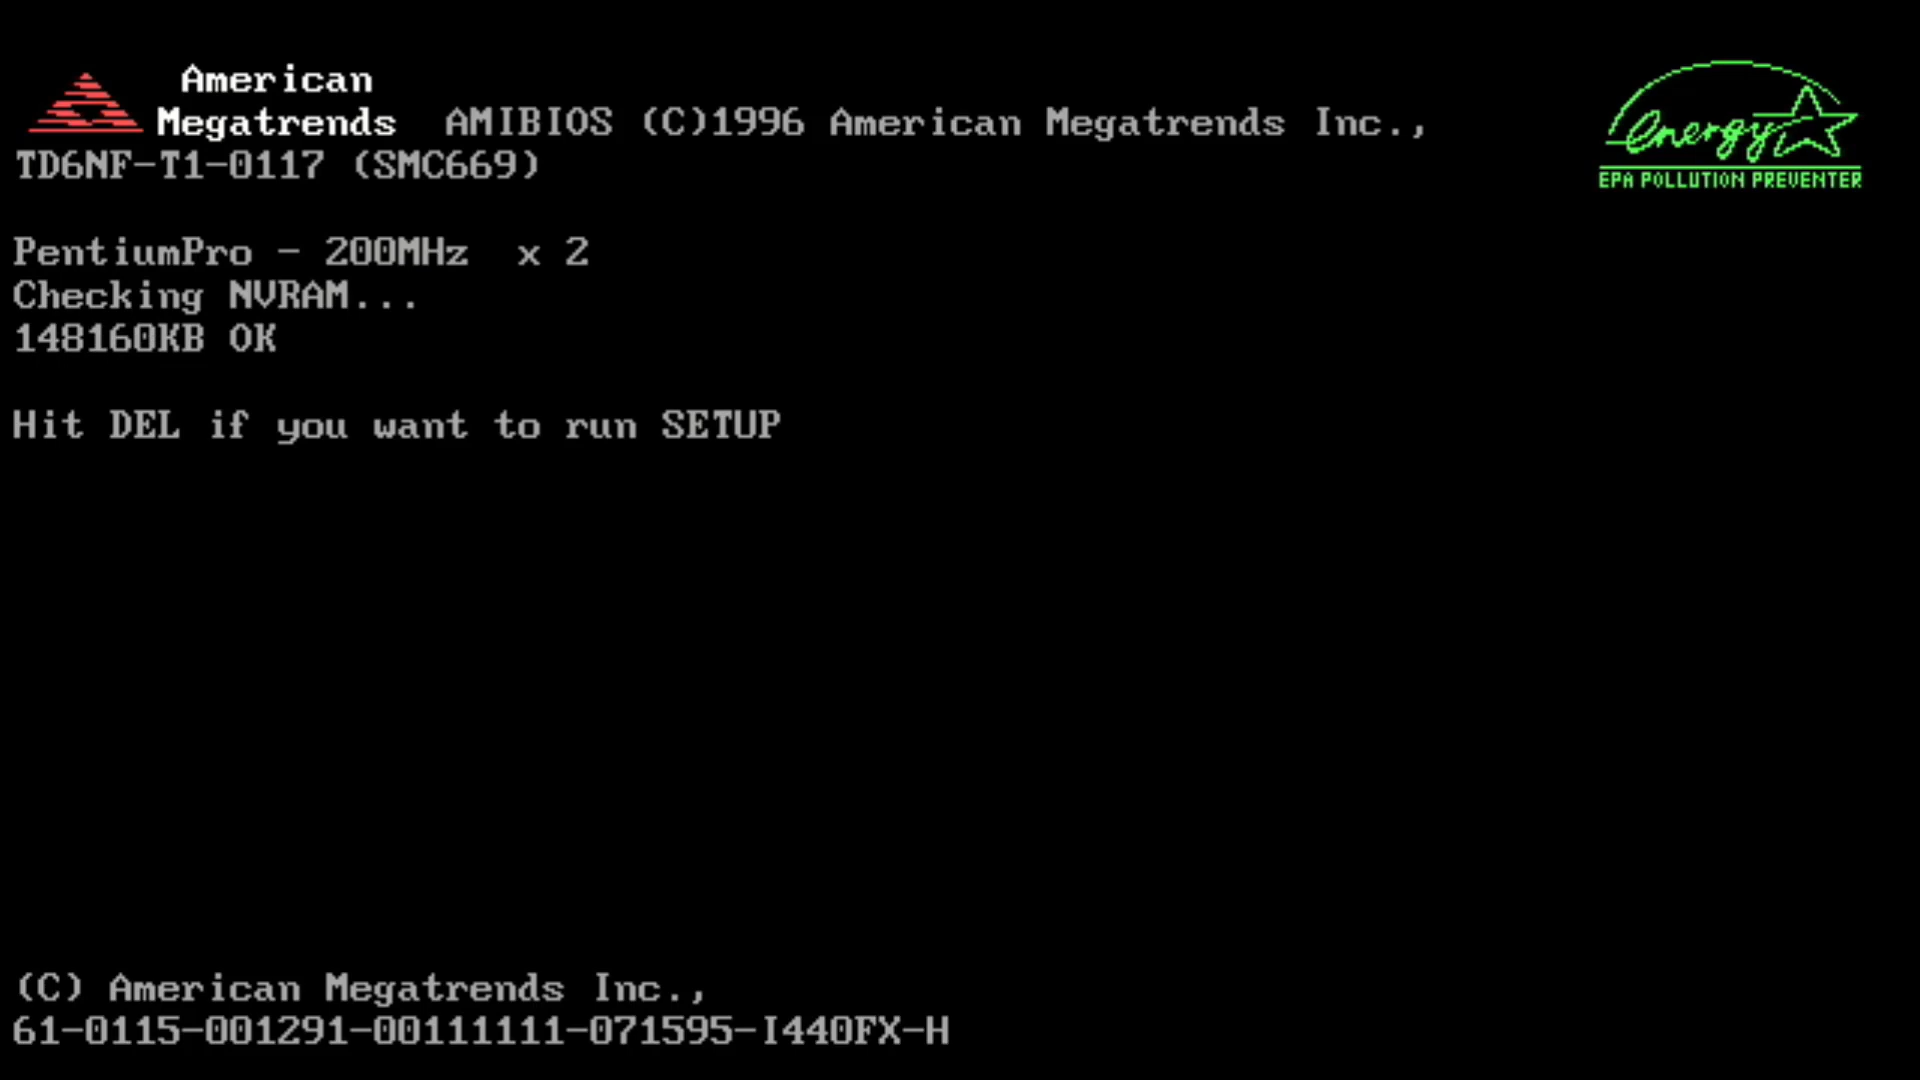 American
Megatrends AMIBIOS (C)1996 American Megatrends Inc.,
TD6NF-T1-0117 (SMC669)
energy
EPA POLLUTION PREVENTER
PentiumPro - 200MHz x 2
Checking NVRAM...
148160KB OK
Hit DEL if you want to run SETUP
(C) American Megatrends Inc.,
61-0115-001291-00111111-071595-I440FX-H